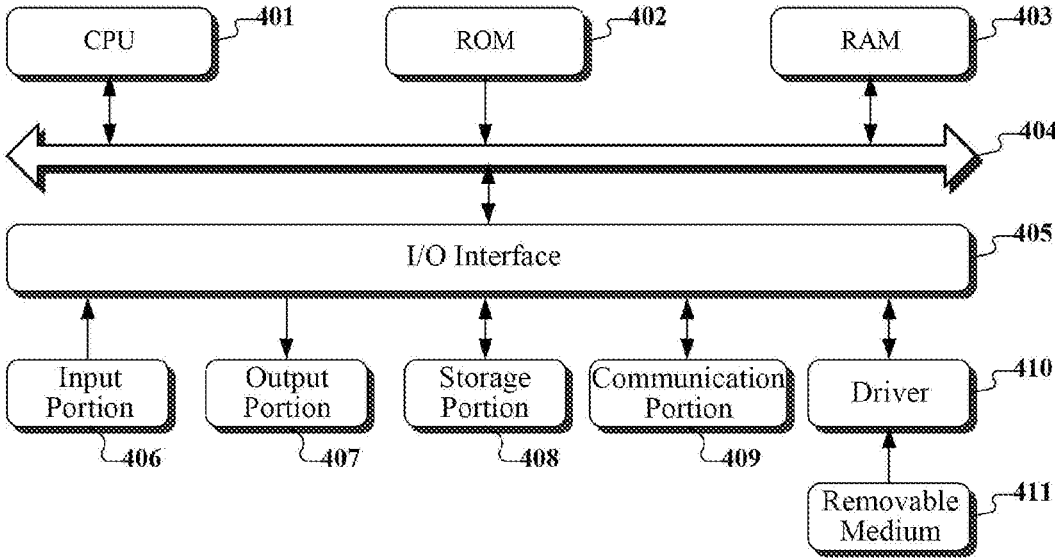 CPU
401
ROM
402
RAM
403
404
405
I/O Interface
Input
Portion
Output
Portion
Storage
Portion
Communication
Portion
Driver
410
406
407
408
409
Removable
Medium
411